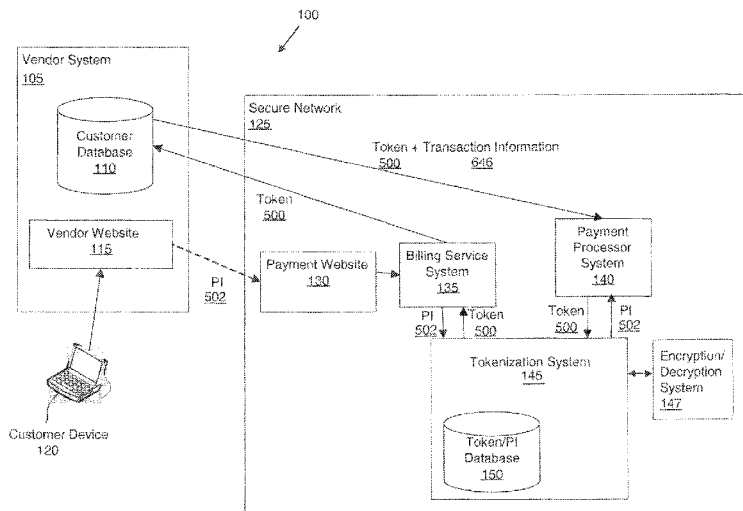 100
Vendor System
105
Customer
Database
110
Vendor Website
115
Customer Device
120
Secure Network
125
Token + Transaction Information
500 646
Token
500
PI
502
Payment Website
130
Billing Service
System
135
Payment
Processor
System
140
PI
502
Token
500
Token
500
PI
502
Tokenization System
145
Token/PI
Database
150
Encryption/
Decryption
System
147